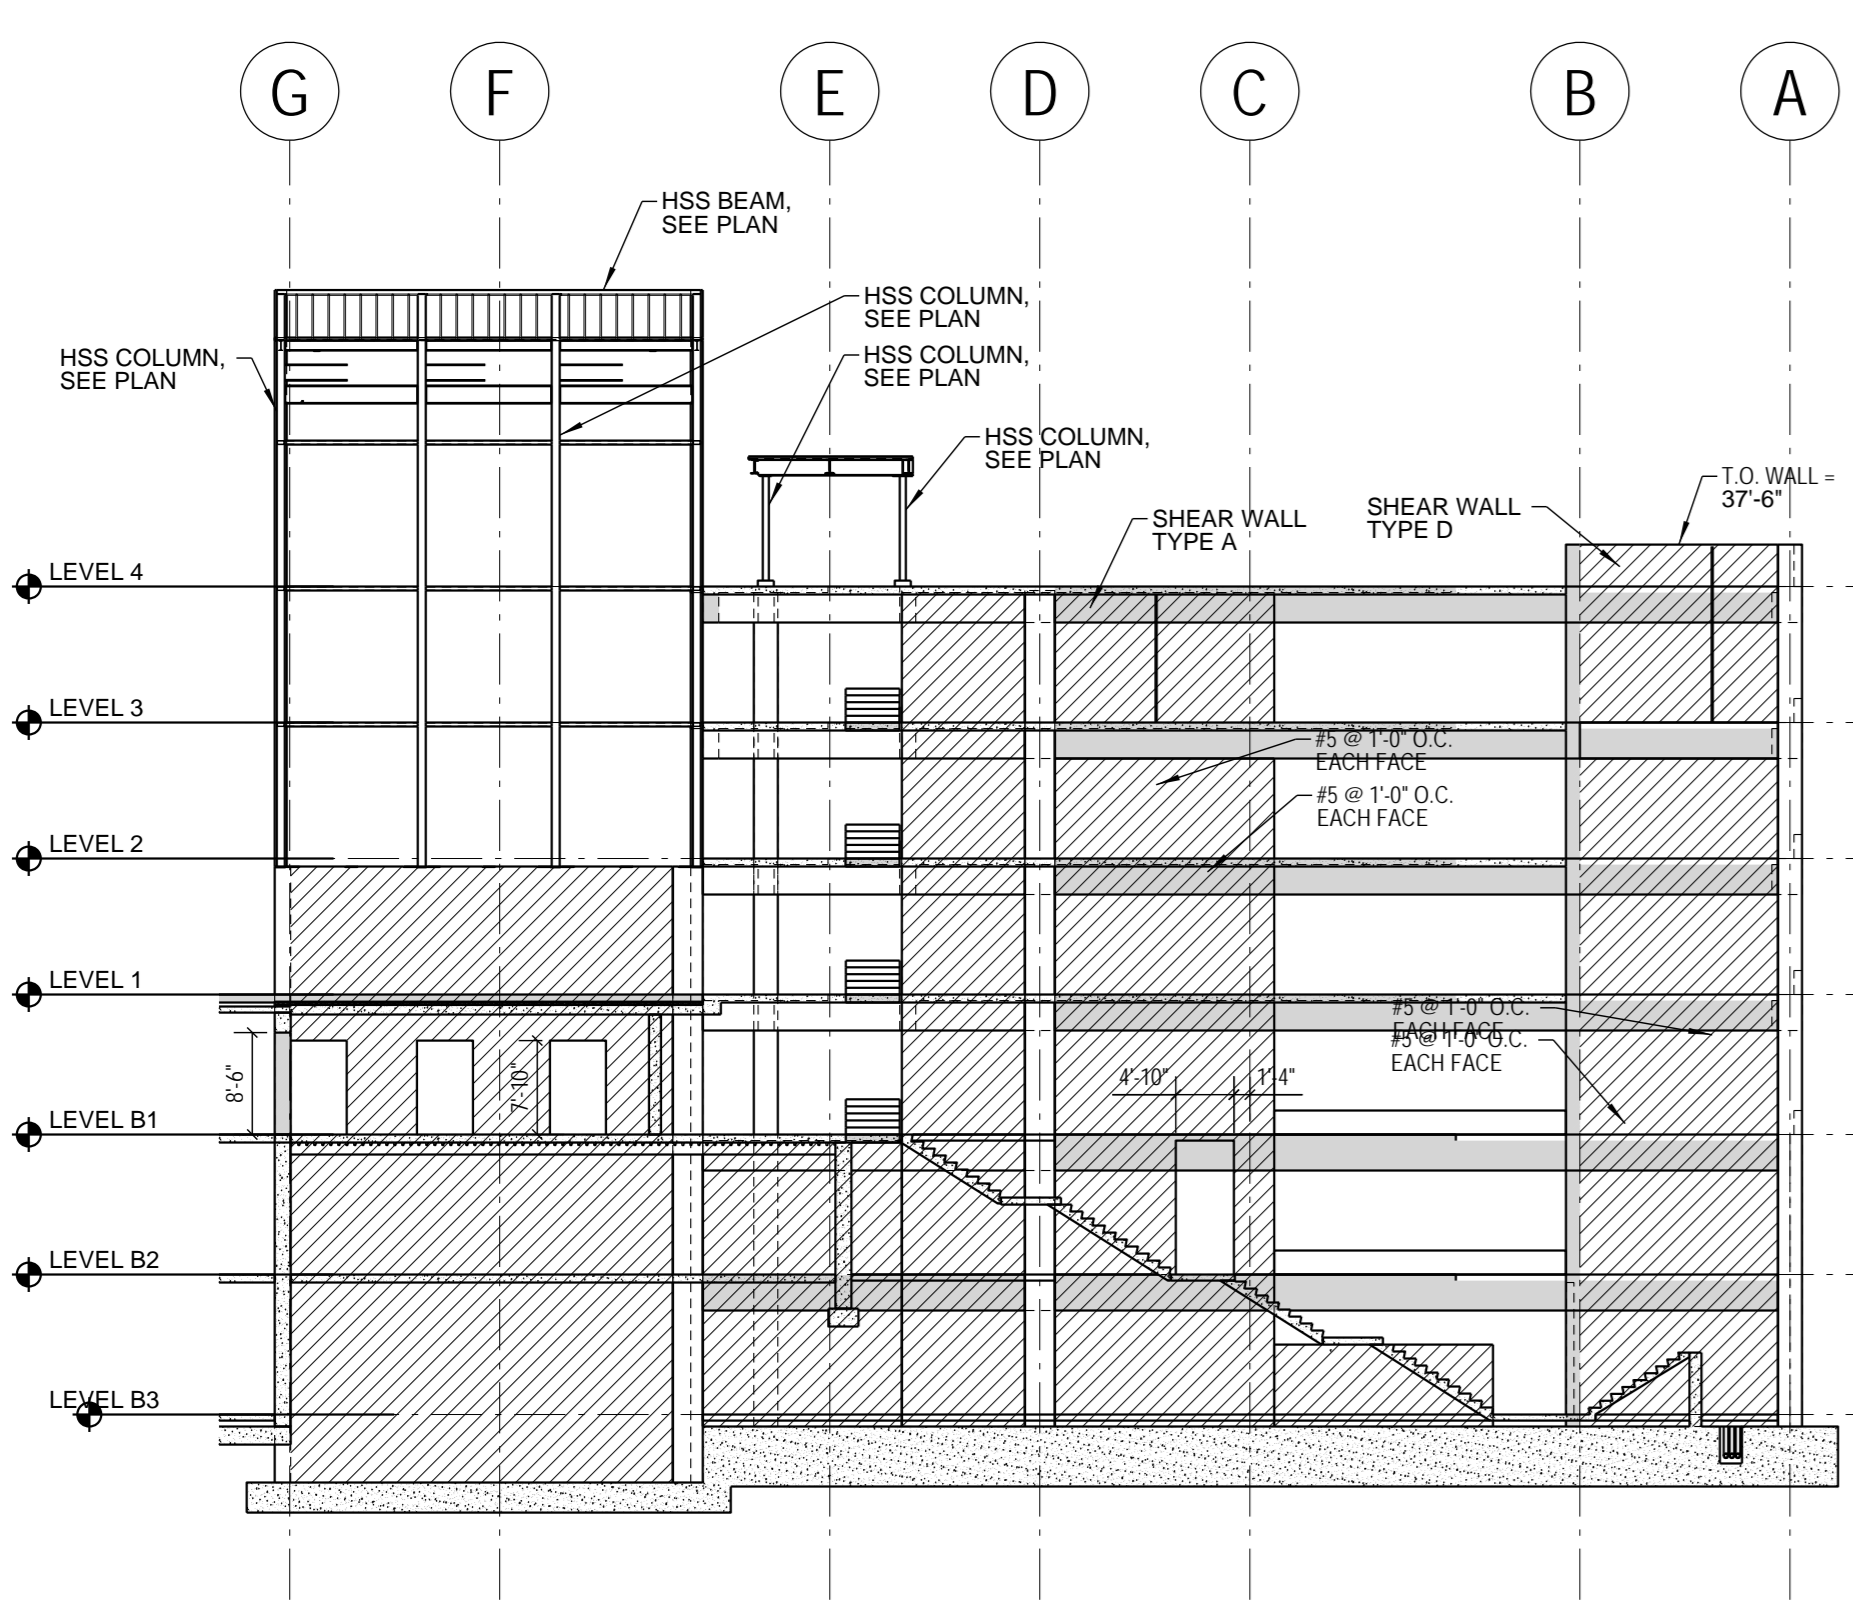 G F E D C B A
HSS BEAM,
SEE PLAN
HSS COLUMN,
SEE PLAN
HSS COLUMN,
SEE PLAN
HSS COLUMN,
SEE PLAN
HSS COLUMN,
SEE PLAN
T.O. WALL =
37'-6"
SHEAR WALL
TYPE D
SHEAR WALL
TYPE A
LEVEL 4
LEVEL 3
#5 @ 1'-0" O.C.
EACH FACE
#5 @ 1'-0" O.C.
EACH FACE
LEVEL 2
LEVEL 1
#5 @ 1'-0" O.C.
EACH FACE
#5 @ 1'-0" O.C.
EACH FACE
8'-6"
7'-10"
4'-10"
1'-4"
LEVEL B1
LEVEL B2
LEVEL B3